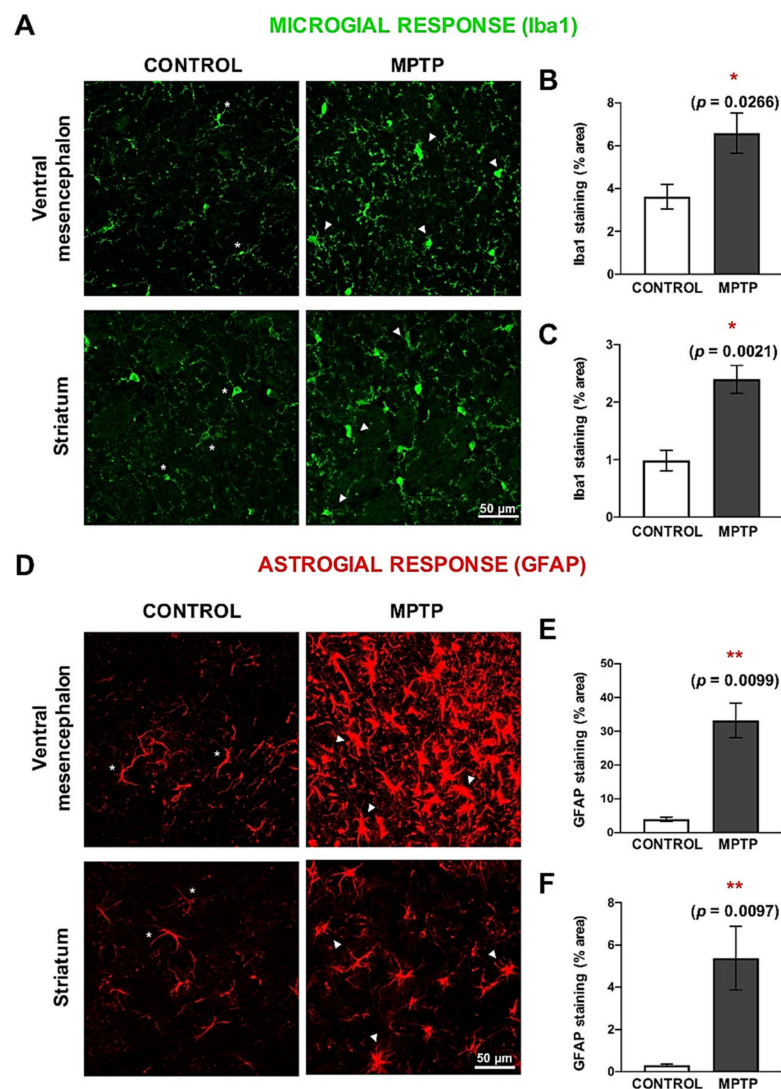 A
MICROGIAL RESPONSE (Iba1)
CONTROL
MPTP
Ventral
mesencephalon
*
*
Striatum
*
*
*
50 µm
B
*
(p = 0.0266)
Iba1 staining (% area)
8
6
4
2
0
CONTROL
MPTP
C
*
(p = 0.0021)
Iba1 staining (% area)
3
2
1
0
CONTROL
MPTP
D
ASTROGIAL RESPONSE (GFAP)
CONTROL
MPTP
Ventral
mesencephalon
*
*
Striatum
*
*
50 µm
E
**
(p = 0.0099)
GFAP staining (% area)
50
40
30
20
10
0
CONTROL
MPTP
F
**
(p = 0.0097)
GFAP staining (% area)
8
6
4
2
0
CONTROL
MPTP